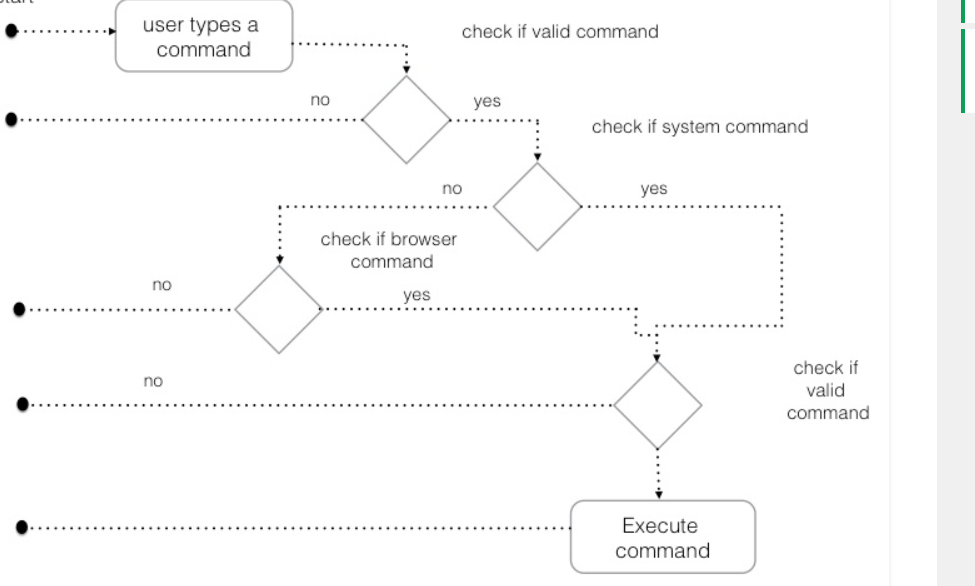 user types a
command
check if valid command
no
yes
check if system command
no
yes
check if browser
command
no
yes
check if
valid
command
no
Execute
command